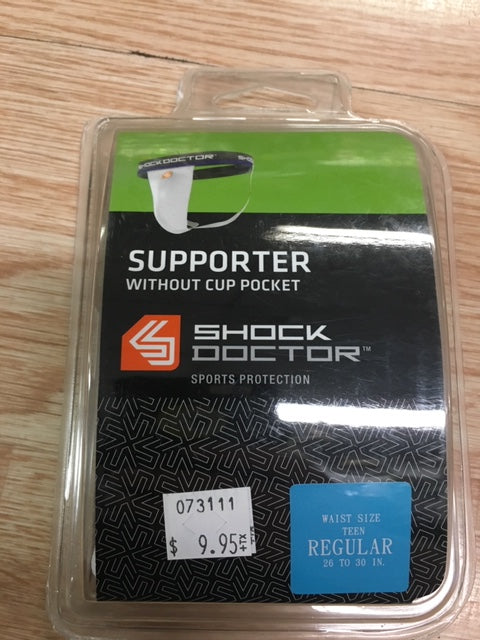 SHOCK DOCTOR
SUPPORTER
WITHOUT CUP POCKET
SHOCK
DOCTOR™
SPORTS PROTECTION
073111
$ 9.95 +TX
WAIST SIZE
TEEN
REGULAR
26 TO 30 IN.